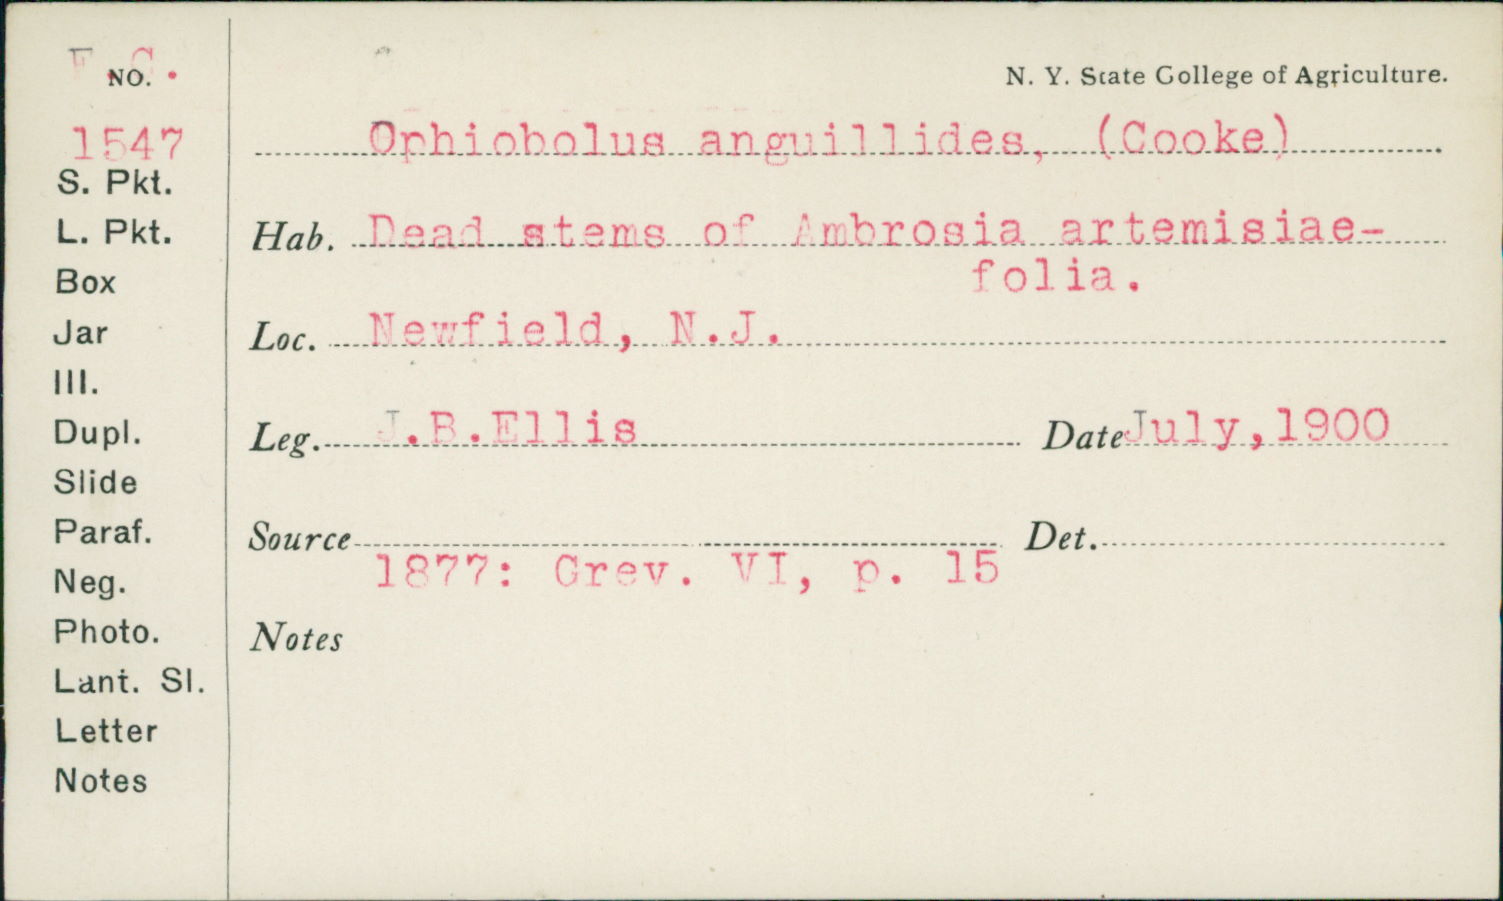 F. C.
NO.
N. Y. State College of Agriculture.
1547
Ophiobolus anguillides, (Cooke)
S. Pkt.
L. Pkt.
Hab. Dead stems of Ambrosia artemisiae-
folia.
Box
Jar
Loc. Newfield, N.J.
Ill.
Dupl.
Leg. J.B.Ellis Date July,1900
Slide
Paraf.
Source Det.
1877: Grev. VI, p. 15
Neg.
Photo.
Notes
Lant. Sl.
Letter
Notes